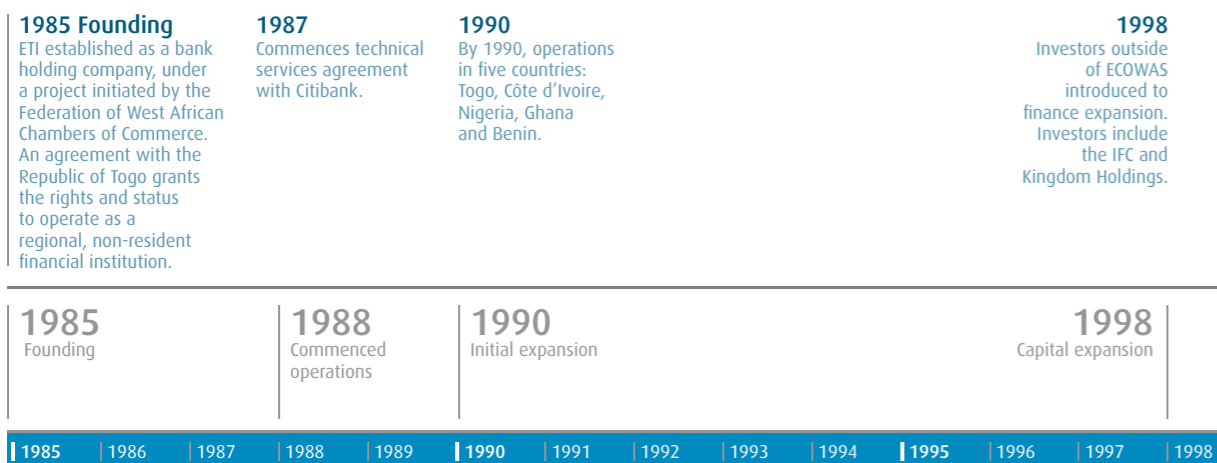 1985 Founding
ETI established as a bank
holding company, under
a project initiated by the
Federation of West African
Chambers of Commerce.
An agreement with the
Republic of Togo grants
the rights and status
to operate as a
regional, non-resident
financial institution.
1987
Commences technical
services agreement
with Citibank.
1990
By 1990, operations
in five countries:
Togo, Côte d’Ivoire,
Nigeria, Ghana
and Benin.
1998
Investors outside
of ECOWAS
introduced to
finance expansion.
Investors include
the IFC and
Kingdom Holdings.
1985
Founding
1988
Commenced
operations
1990
Initial expansion
1998
Capital expansion
1985 1986 1987 1988 1989 1990 1991 1992 1993 1994 1995 1996 1997 1998